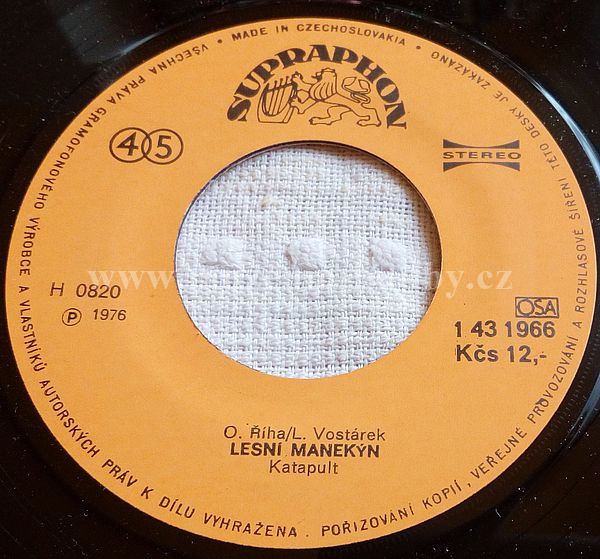 VŠECHNA PRÁVA GRAMOFONOVÉHO VÝROBCE A VLASTNÍKŮ AUTORSKÝCH PRÁV K DÍLU VYHRAŽENA. POŘIZOVÁNÍ KOPIÍ, VEŘEJNÉ PROVOZOVÁNÍ A ROZHLASOVÉ ŠÍŘENÍ TÉTO DESKY JE ZAKÁZÁNO • MADE IN CZECHOSLOVAKIA •
SUPRAPHON
45
STEREO
H 0820
Ⓟ 1976
OSA
1 43 1966
Kčs 12,-
O. Říha/L. Vostárek
LESNÍ MANEKÝN
Katapult